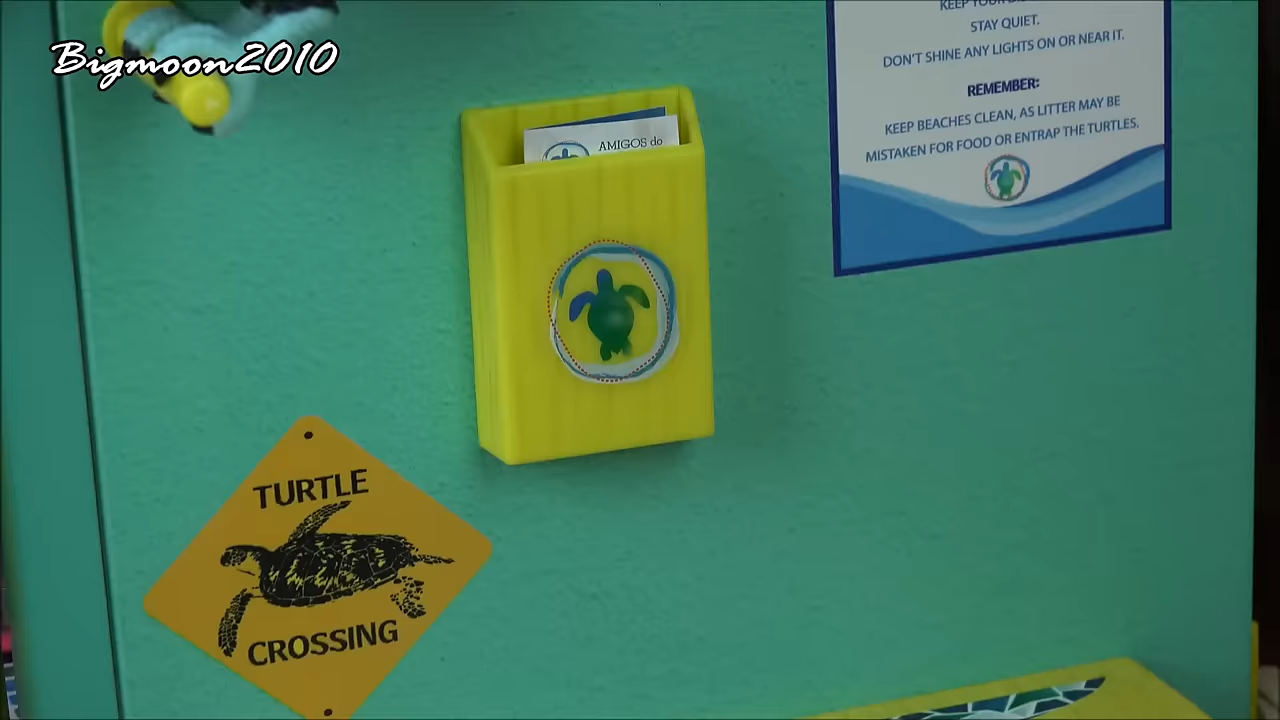 Bigmoon2010
STAY QUIET.
DON'T SHINE ANY LIGHTS ON OR NEAR IT.
REMEMBER:
KEEP BEACHES CLEAN, AS LITTER MAY BE
MISTAKEN FOR FOOD OR ENTRAP THE TURTLES.
AMIGOS do
TURTLE
CROSSING